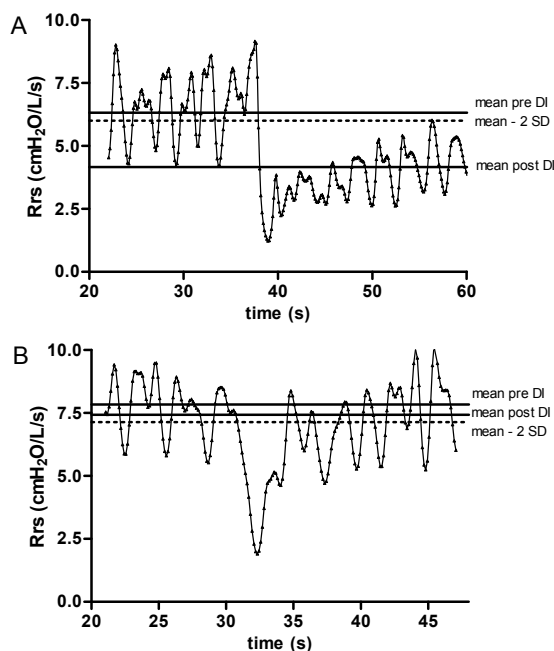 A
10.0
7.5
5.0
2.5
0.0
Rrs (cmH₂O/L/s)
mean pre DI
mean - 2 SD
mean post DI
20 30 40 50 60
time (s)
B
10.0
7.5
5.0
2.5
0.0
Rrs (cmH₂O/L/s)
mean pre DI
mean post DI
mean - 2 SD
20 25 30 35 40 45
time (s)